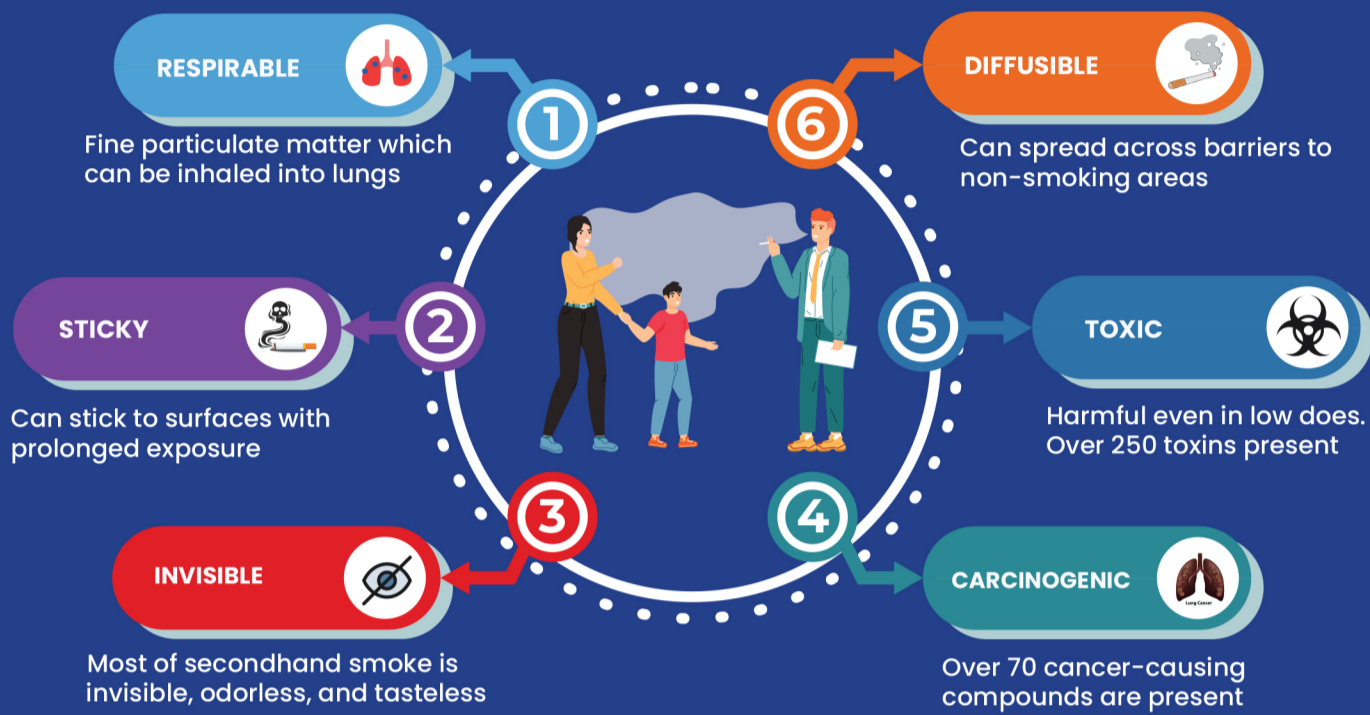 RESPIRABLE
1
Fine particulate matter which
can be inhaled into lungs
STICKY
2
Can stick to surfaces with
prolonged exposure
INVISIBLE
3
Most of secondhand smoke is
invisible, odorless, and tasteless
4
CARCINOGENIC
Lung Cancer
Over 70 cancer-causing
compounds are present
5
TOXIC
Harmful even in low does.
Over 250 toxins present
6
DIFFUSIBLE
Can spread across barriers to
non-smoking areas